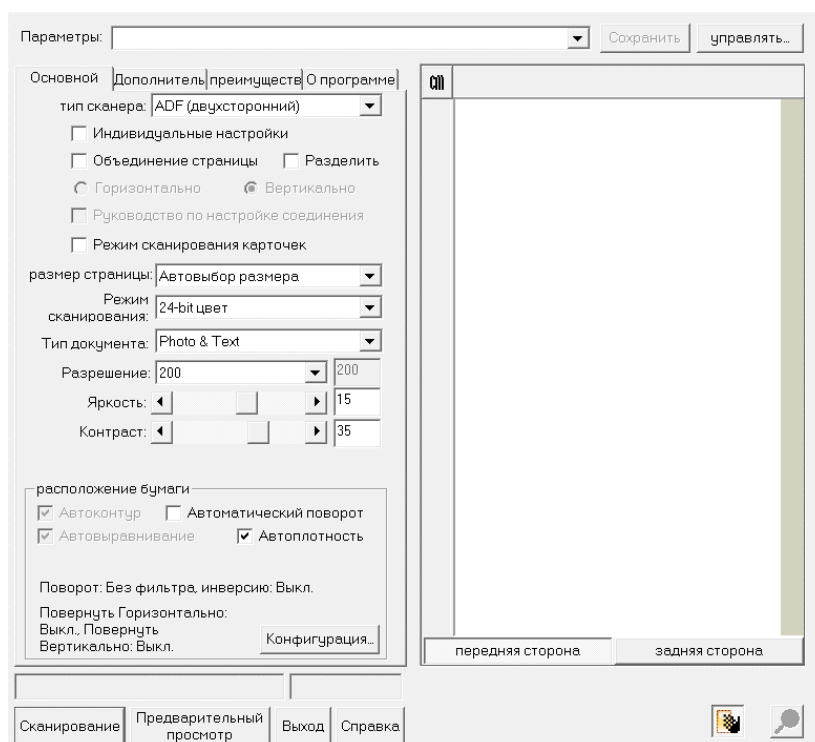 Параметры:
Сохранить
управлять...
Основной
Дополнитель
преимуществ
О программе
тип сканера:
ADF (двухсторонний)
Индивидуальные настройки
Объединение страницы
Разделить
Горизонтально
Вертикально
Руководство по настройке соединения
Режим сканирования карточек
размер страницы:
Автовыбор размера
Режим
сканирования:
24-bit цвет
Тип документа:
Photo & Text
Разрешение:
200
200
Яркость:
15
Контраст:
35
расположение бумаги
Автоконтур
Автоматический поворот
Автовыравнивание
Автоплотность
Поворот: Без фильтра, инверсию: Выкл.
Повернуть Горизонтально:
Выкл., Повернуть
Вертикально: Выкл.
Конфигурация...
передняя сторона
задняя сторона
Сканирование
Предварительный
просмотр
Выход
Справка